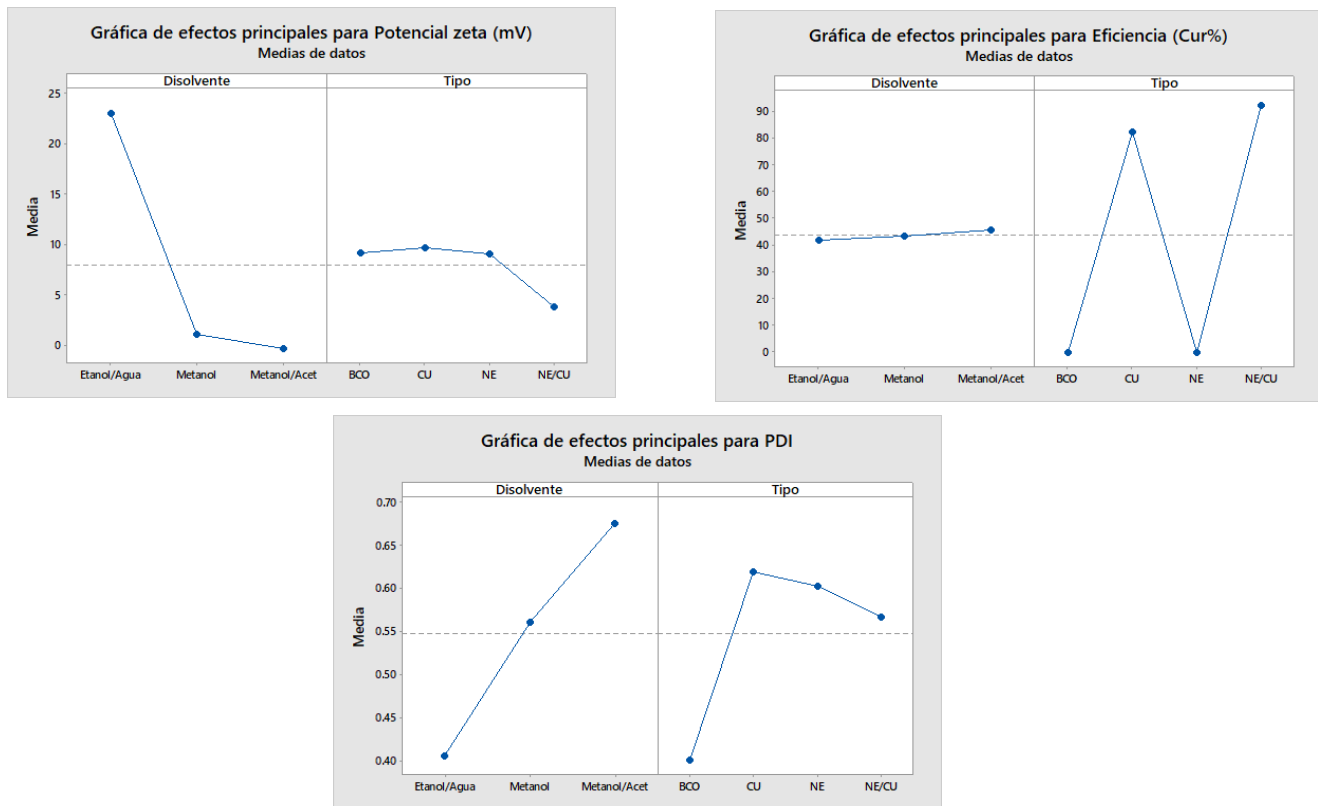 Gráfica de efectos principales para Potencial zeta (mV)
Medias de datos
Disolvente Tipo
25
20
15
10
5
0
Media
Etanol/Agua Metanol Metanol/Acet BCO CU NE NE/CU
Gráfica de efectos principales para Eficiencia (Cur%)
Medias de datos
Disolvente Tipo
90
80
70
60
50
40
30
20
10
0
Media
Etanol/Agua Metanol Metanol/Acet BCO CU NE NE/CU
Gráfica de efectos principales para PDI
Medias de datos
Disolvente Tipo
0.70
0.65
0.60
0.55
0.50
0.45
0.40
Media
Etanol/Agua Metanol Metanol/Acet BCO CU NE NE/CU